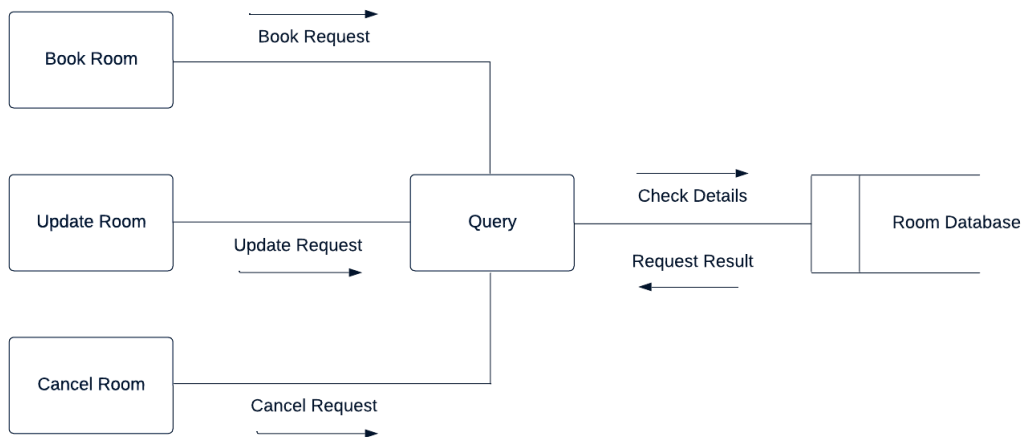 Book Request
Book Room
Update Room
Update Request
Query
Check Details
Request Result
Room Database
Cancel Room
Cancel Request